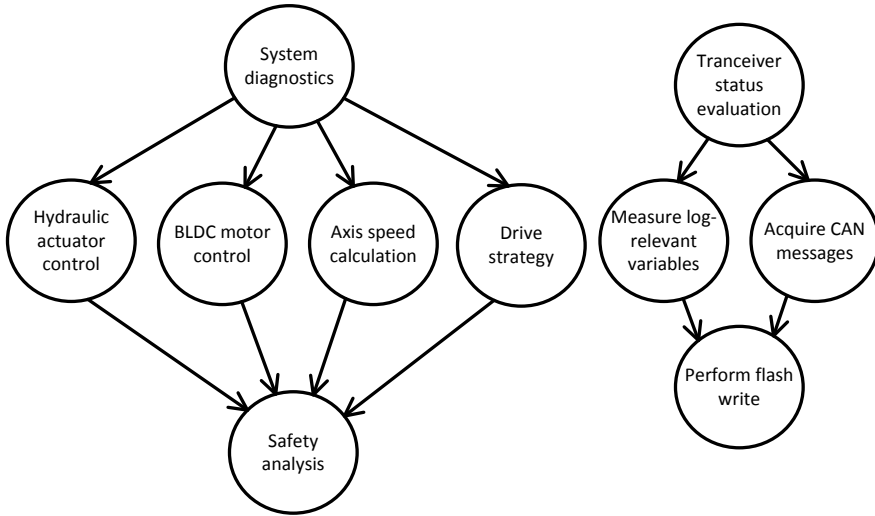 System
diagnostics
Hydraulic
actuator
control
BLDC motor
control
Axis speed
calculation
Drive
strategy
Safety
analysis
Tranceiver
status
evaluation
Measure log-
relevant
variables
Acquire CAN
messages
Perform flash
write